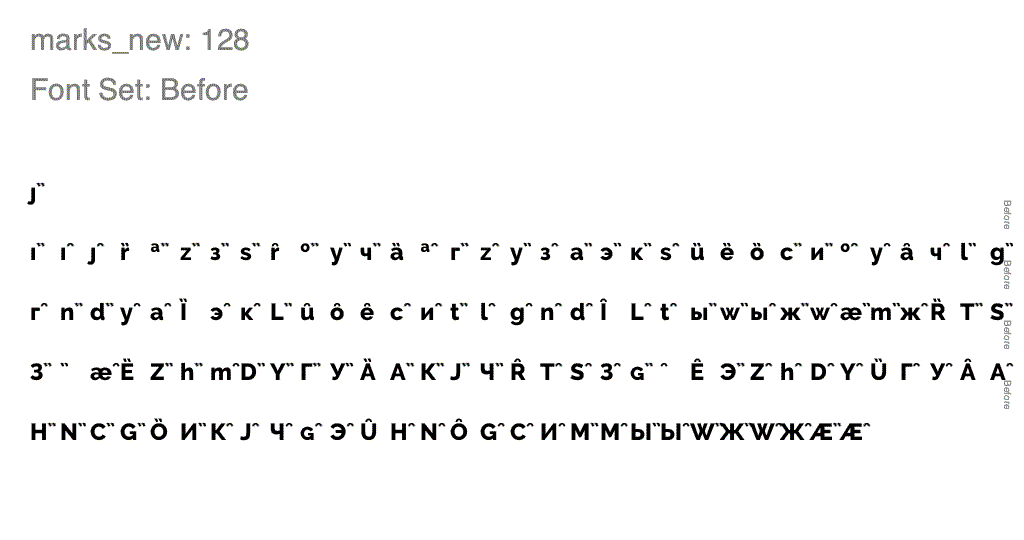 marks_new: 128
Font Set: Before
ȷ̏
ı̏ ı̑ ȷ̑ ȑ ª̏ z̏ з̏ s̏ ȓ º̏ y̏ ч̏ ȁ ª̑ г̏ z̑ у̏ з̑ а̏ э̏ к̏ s̑ ȕ ȅ ȍ с̏ и̏ º̑ y̑ ȃ ч̑ l̏ g̏
г̑ n̏ d̏ у̑ а̑ Ȉ э̑ к̑ L̏ ȗ ȏ ȇ с̑ и̑ t̏ l̑ g̑ n̑ d̑ Ȋ L̑ t̑ ы̏ w̏ ы̑ ж̏ w̑ æ̏ m̏ ж̑ Ȑ T̏ S̏
З̏ ̏ æ̑ Ȅ Z̏ h̏ m̑ D̏ Y̏ Г̏ У̏ Ȁ А̏ K̏ J̏ Ч̏ Ȓ T̑ S̑ З̑ ɢ̏ ̑ Ȇ Э̏ Z̑ h̑ D̑ Y̑ Ȕ Г̑ У̑ Ȃ А̑
H̏ N̏ C̏ G̏ Ȍ И̏ K̑ J̑ Ч̑ ɢ̑ Э̑ Ȗ H̑ N̑ Ȏ G̑ C̑ И̑ M̏ M̑ Ы̏ Ы̑ W̏ Ж̏ W̑ Ж̑ Æ̏ Æ̑
Before
Before
Before
Before